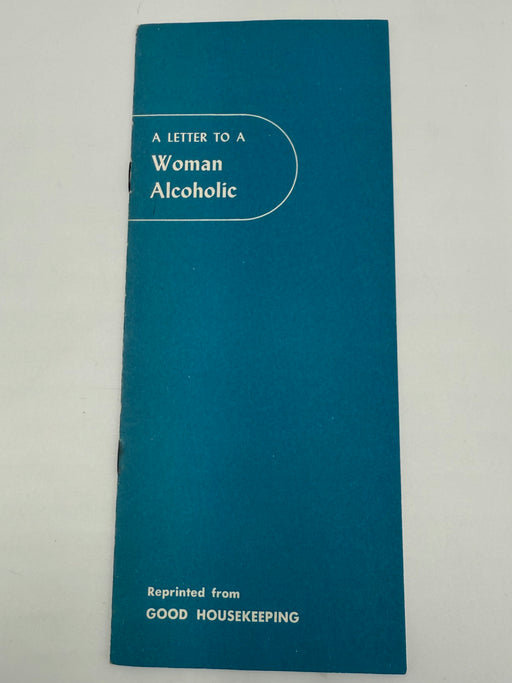 A LETTER TO A
Woman
Alcoholic
Reprinted from
GOOD HOUSEKEEPING